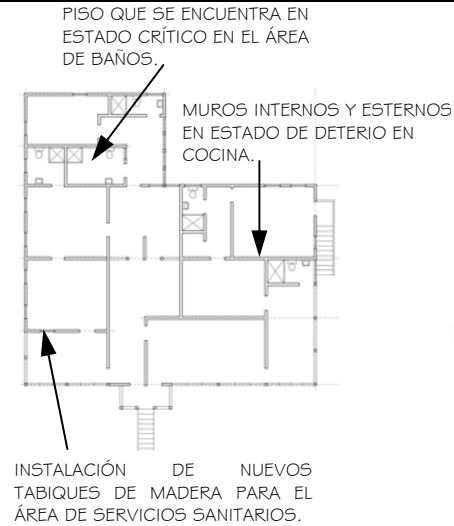 PISO QUE SE ENCUENTRA EN
ESTADO CRÍTICO EN EL ÁREA
DE BAÑOS.
MUROS INTERNOS Y ESTERNOS
EN ESTADO DE DETERIO EN
COCINA.
INSTALACIÓN DE NUEVOS
TABIQUES DE MADERA PARA EL
ÁREA DE SERVICIOS SANITARIOS.